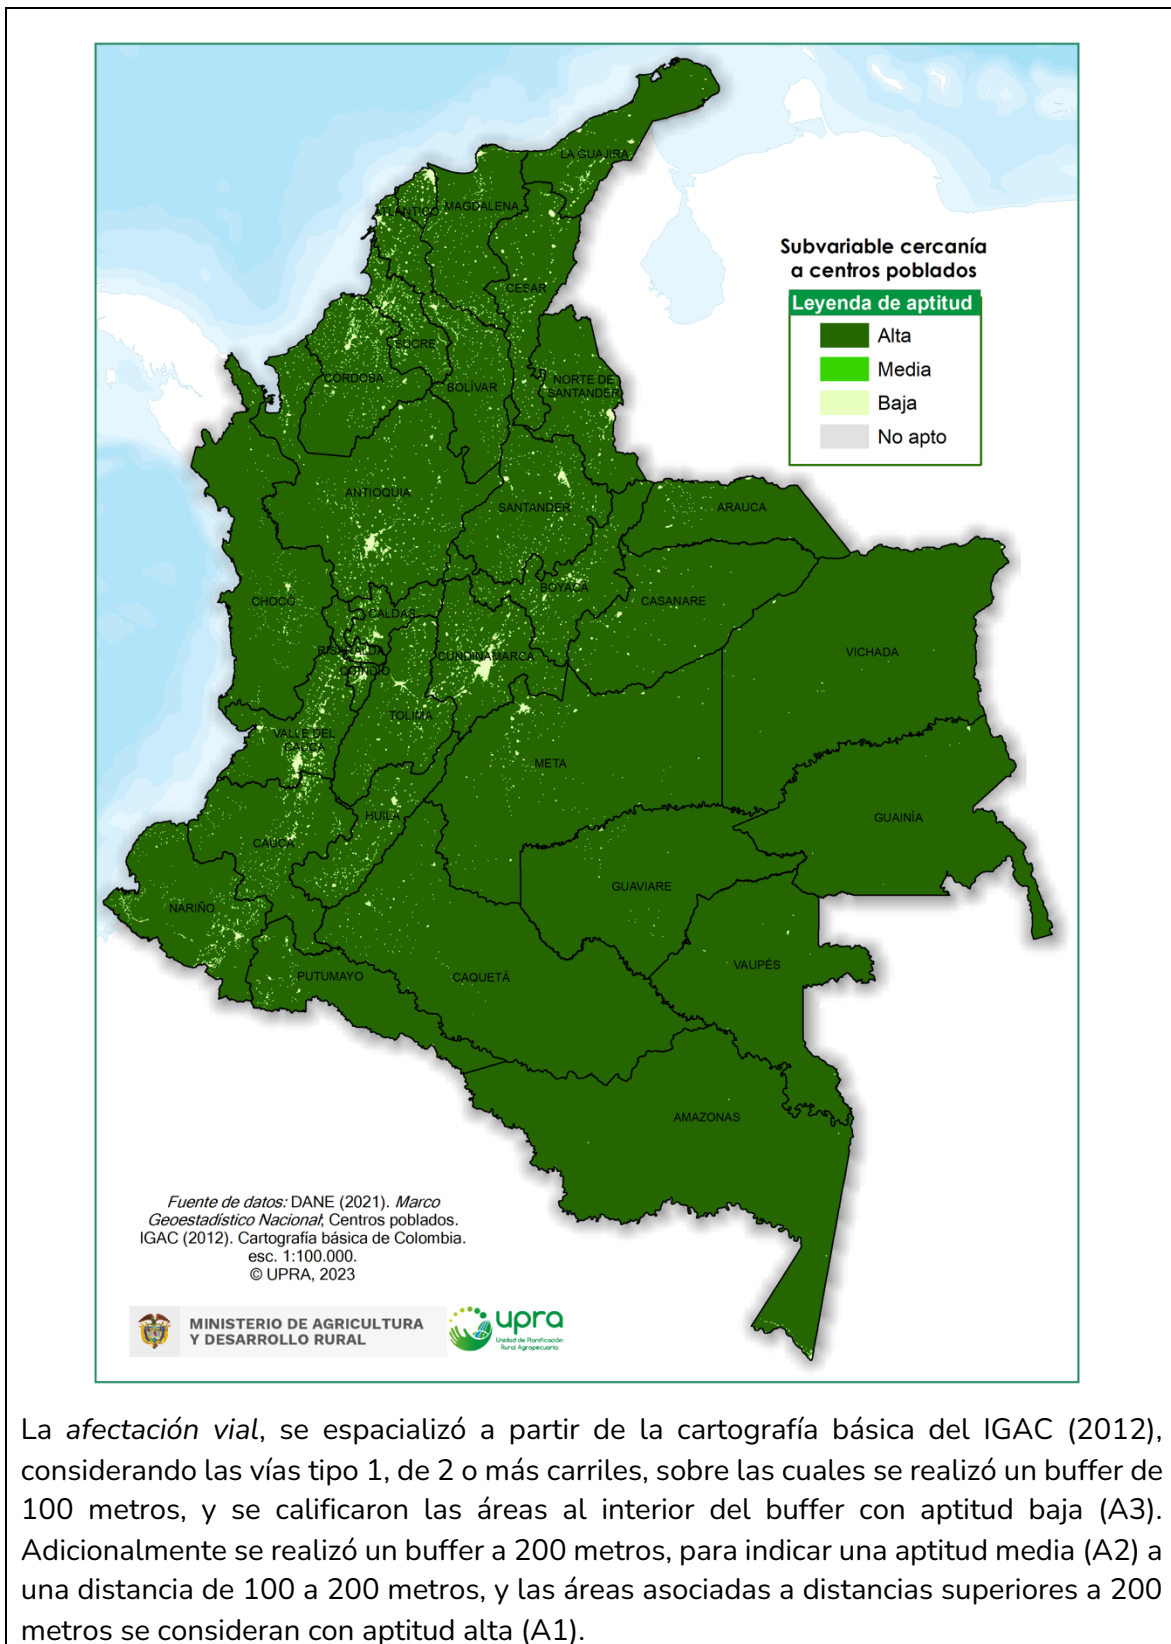 LA GUAJIRA
ATLÁNTICO
MAGDALENA
Subvariable cercanía
a centros poblados
Leyenda de aptitud
Alta
Media
Baja
No apto
CESAR
SUCRE
CÓRDOBA
BOLÍVAR
NORTE DE
SANTANDER
ANTIOQUIA
SANTANDER
ARAUCA
BOYACÁ
CHOCÓ
CASANARE
CALDAS
RISARALDA
CUNDINAMARCA
VICHADA
QUINDÍO
TOLIMA
VALLE DEL
CAUCA
META
HUILA
GUAINÍA
CAUCA
GUAVIARE
NARIÑO
VAUPÉS
PUTUMAYO
CAQUETÁ
AMAZONAS
Fuente de datos: DANE (2021). Marco
Geoestadístico Nacional; Centros poblados.
IGAC (2012). Cartografía básica de Colombia.
esc. 1:100.000.
© UPRA, 2023
MINISTERIO DE AGRICULTURA
Y DESARROLLO RURAL
upra
Unidad de Planificación
Rural Agropecuaria
La afectación vial, se espacializó a partir de la cartografía básica del IGAC (2012),
considerando las vías tipo 1, de 2 o más carriles, sobre las cuales se realizó un buffer de
100 metros, y se calificaron las áreas al interior del buffer con aptitud baja (A3).
Adicionalmente se realizó un buffer a 200 metros, para indicar una aptitud media (A2) a
una distancia de 100 a 200 metros, y las áreas asociadas a distancias superiores a 200
metros se consideran con aptitud alta (A1).